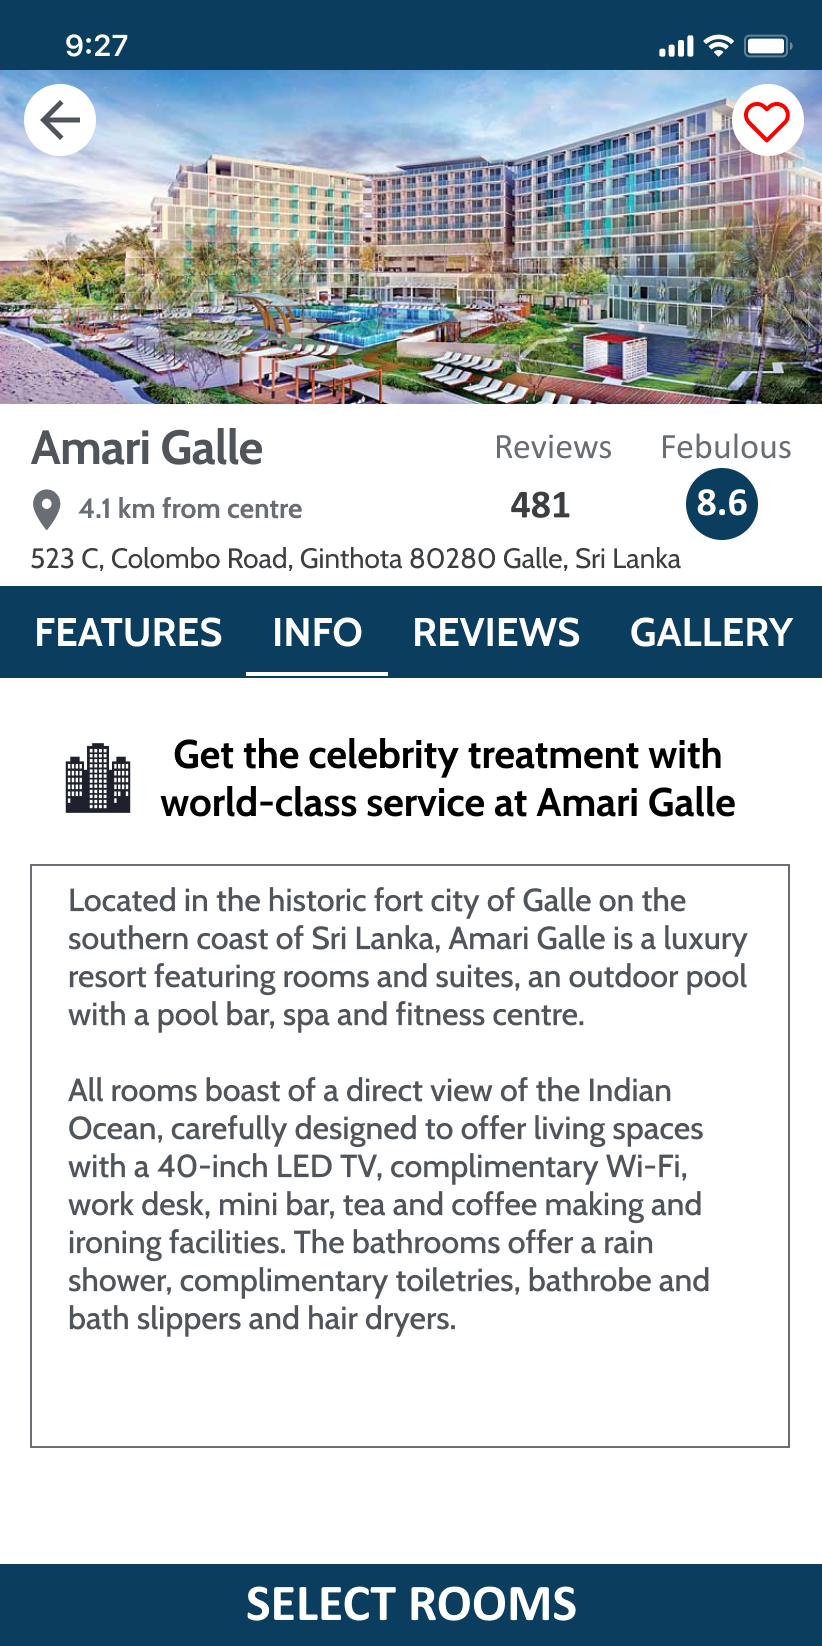 9:27
Amari Galle
Reviews
Febulous
4.1 km from centre
481
8.6
523 C, Colombo Road, Ginthota 80280 Galle, Sri Lanka
FEATURES INFO REVIEWS GALLERY
Get the celebrity treatment with
world-class service at Amari Galle
Located in the historic fort city of Galle on the
southern coast of Sri Lanka, Amari Galle is a luxury
resort featuring rooms and suites, an outdoor pool
with a pool bar, spa and fitness centre.
All rooms boast of a direct view of the Indian
Ocean, carefully designed to offer living spaces
with a 40-inch LED TV, complimentary Wi-Fi,
work desk, mini bar, tea and coffee making and
ironing facilities. The bathrooms offer a rain
shower, complimentary toiletries, bathrobe and
bath slippers and hair dryers.
SELECT ROOMS